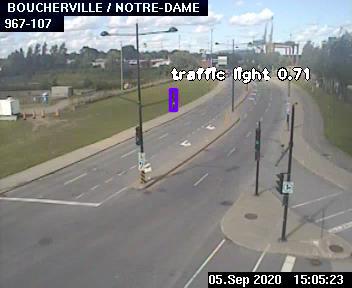 BOUCHERVILLE / NOTRE-DAME
967-107
traffic light 0.71
05.Sep 2020 15:05:23